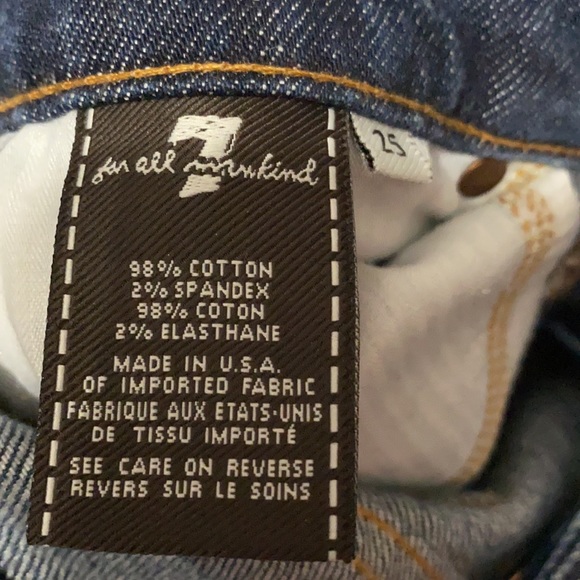 7
for all mankind
25
98% COTTON
2% SPANDEX
98% COTON
2% ELASTHANE
MADE IN U.S.A.
OF IMPORTED FABRIC
FABRIQUE AUX ETATS-UNIS
DE TISSU IMPORTÉ
SEE CARE ON REVERSE
REVERS SUR LE SOINS